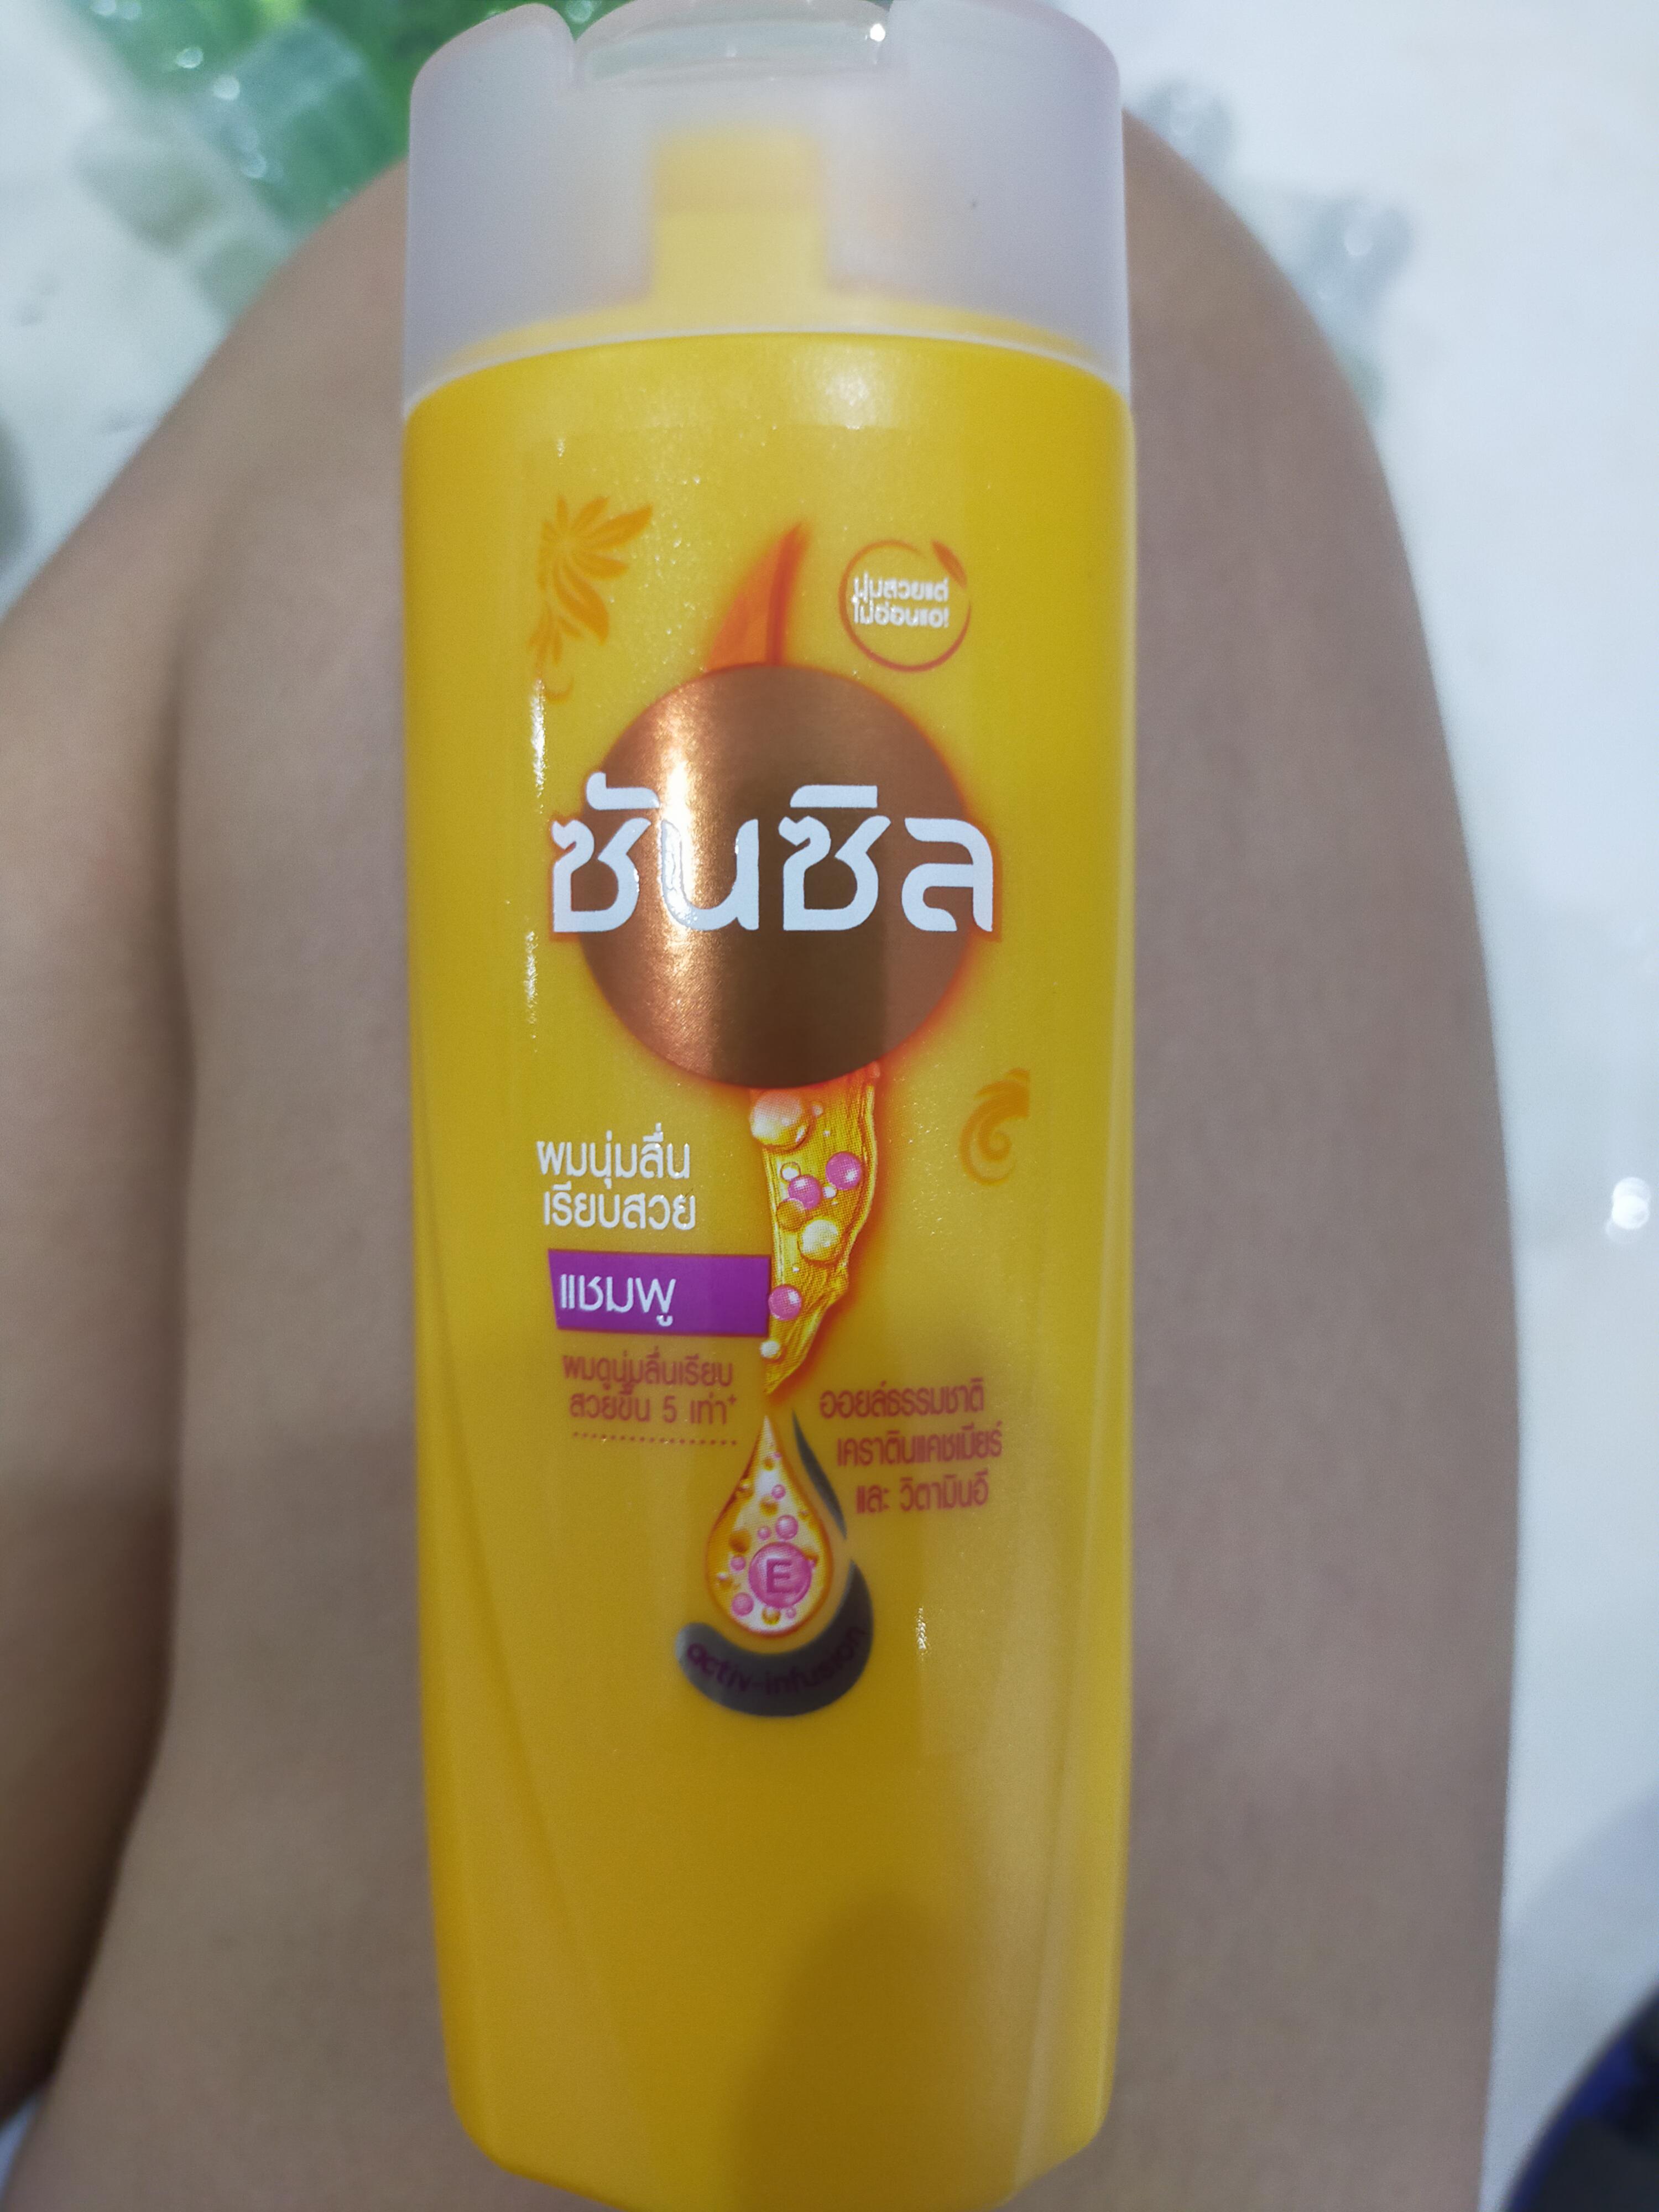 นุ่มสวยแต่
ไม่อ่อนแอ!
ซันซิล
ผมนุ่มลื่น
เรียบสวย
แชมพู
ผมดูนุ่มลื่นเรียบ
สวยขึ้น 5 เท่า+
ออยล์ธรรมชาติ
เคราตินแคชเมียร์
และ วิตามินอี
E
activ-infusion